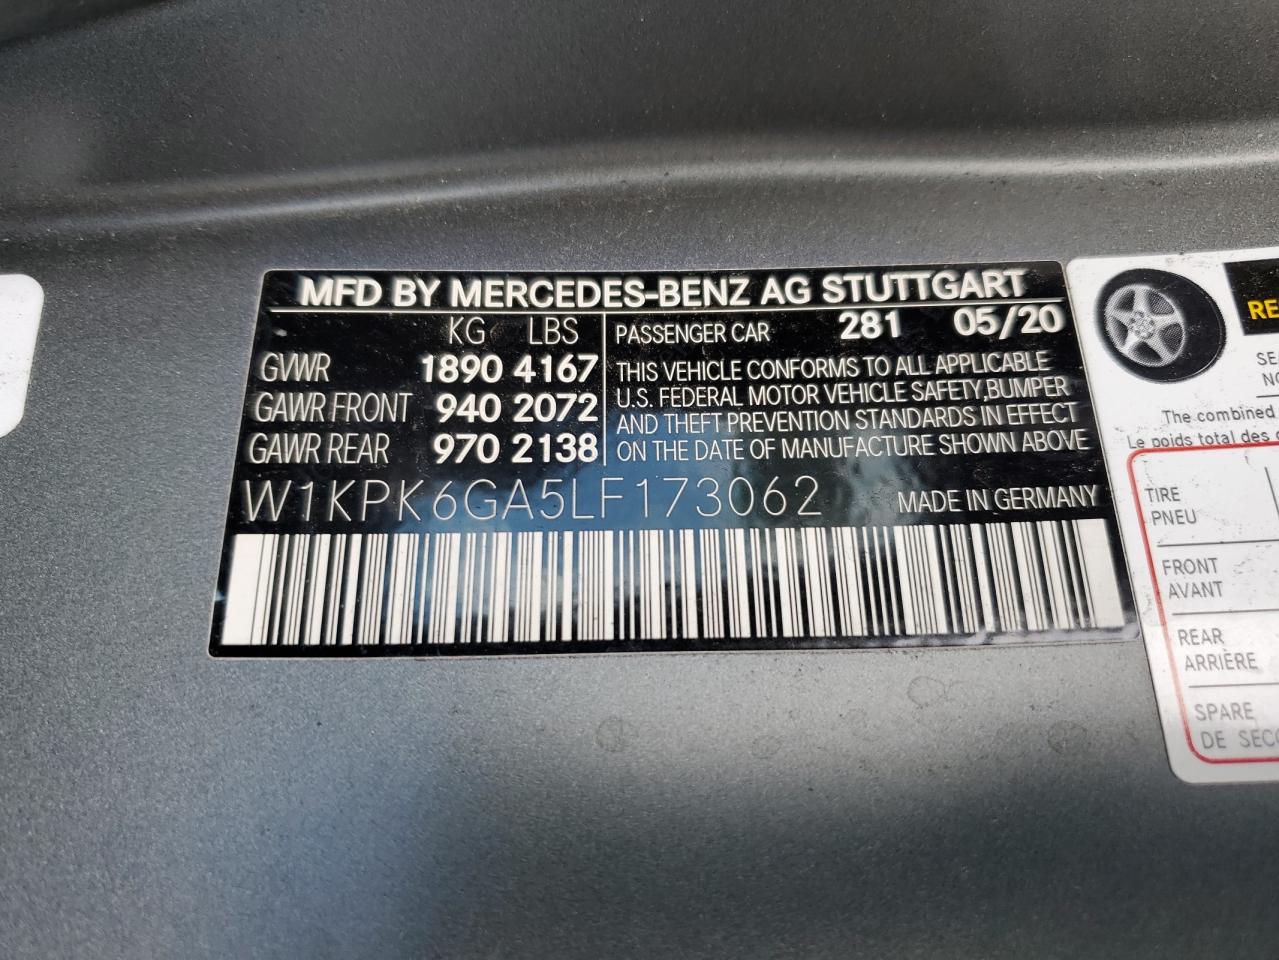 MFD BY MERCEDES-BENZ AG STUTTGART
KG LBS
GVWR 1890 4167
GAWR FRONT 940 2072
GAWR REAR 970 2138
PASSENGER CAR 281 05/20
THIS VEHICLE CONFORMS TO ALL APPLICABLE
U.S. FEDERAL MOTOR VEHICLE SAFETY,BUMPER
AND THEFT PREVENTION STANDARDS IN EFFECT
ON THE DATE OF MANUFACTURE SHOWN ABOVE
W1KPK6GA5LF173062 MADE IN GERMANY
The combined
Le poids total des
TIRE
PNEU
FRONT
AVANT
REAR
ARRIÈRE
SPARE
DE